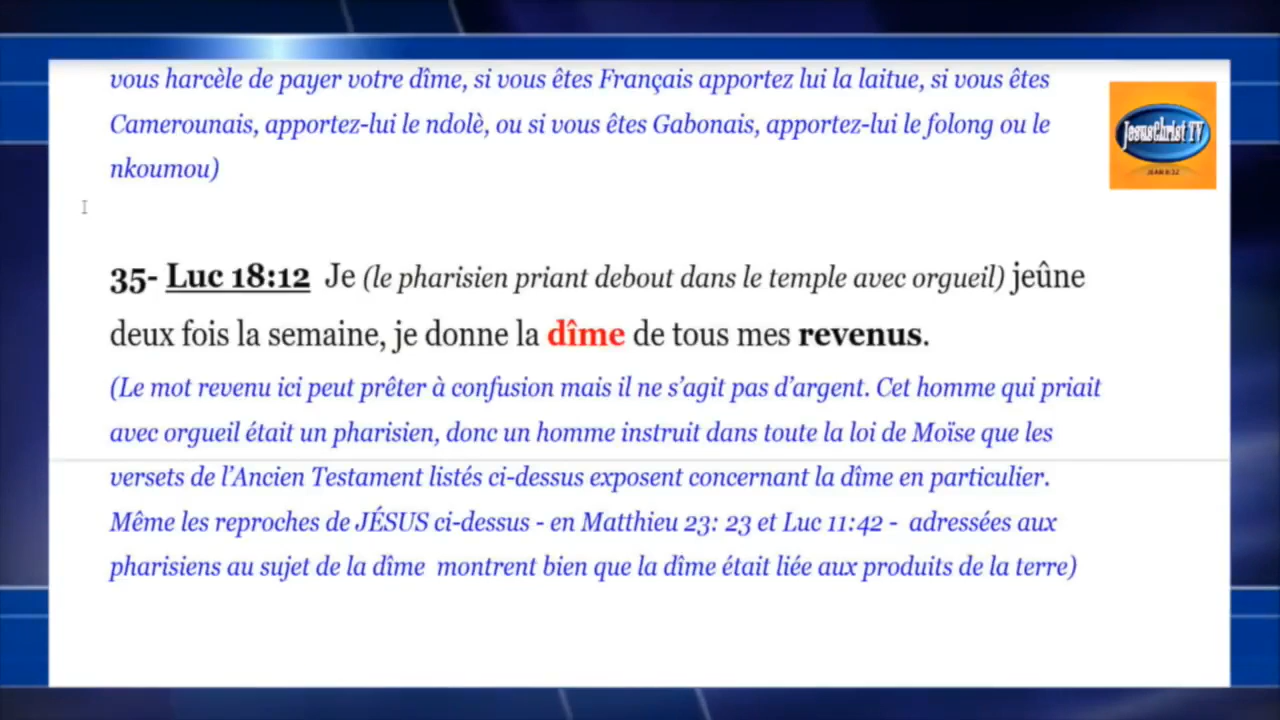 vous harcèle de payer votre dîme, si vous êtes Français apportez lui la laitue, si vous êtes
Camerounais, apportez-lui le ndolè, ou si vous êtes Gabonais, apportez-lui le folong ou le
nkoumou)
JesusChrist TV
JEAN 8:32
35- Luc 18:12 Je (le pharisien priant debout dans le temple avec orgueil) jeûne
deux fois la semaine, je donne la dîme de tous mes revenus.
(Le mot revenu ici peut prêter à confusion mais il ne s’agit pas d’argent. Cet homme qui priait
avec orgueil était un pharisien, donc un homme instruit dans toute la loi de Moïse que les
versets de l’Ancien Testament listés ci-dessus exposent concernant la dîme en particulier.
Même les reproches de JÉSUS ci-dessus - en Matthieu 23: 23 et Luc 11:42 - adressées aux
pharisiens au sujet de la dîme montrent bien que la dîme était liée aux produits de la terre)